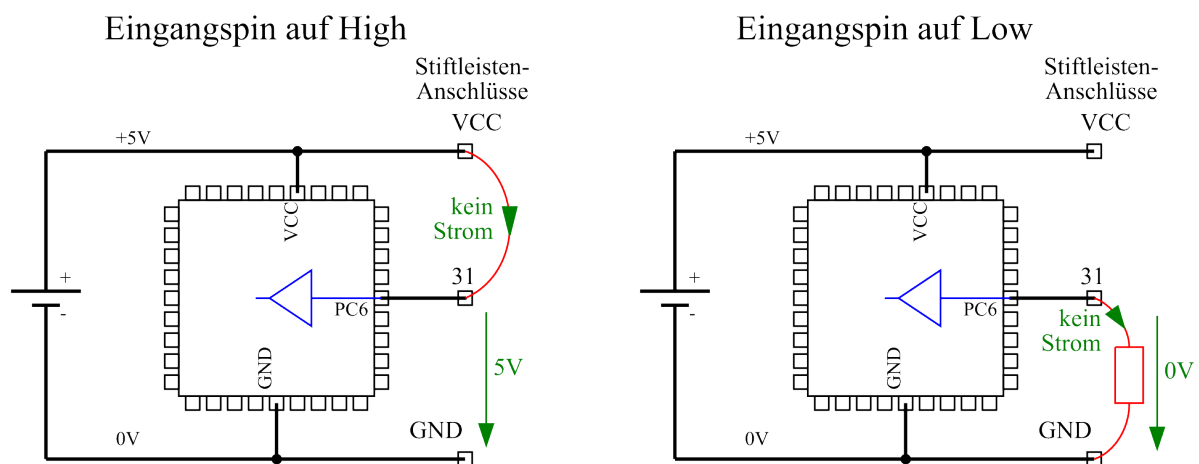 Eingangspin auf High
Stiftleisten-
Anschlüsse
VCC
+5V
VCC
kein
Strom
31
+
-
PC6
GND
5V
GND
0V
Eingangspin auf Low
Stiftleisten-
Anschlüsse
VCC
+5V
VCC
31
+
-
PC6
kein
Strom
GND
0V
GND
0V